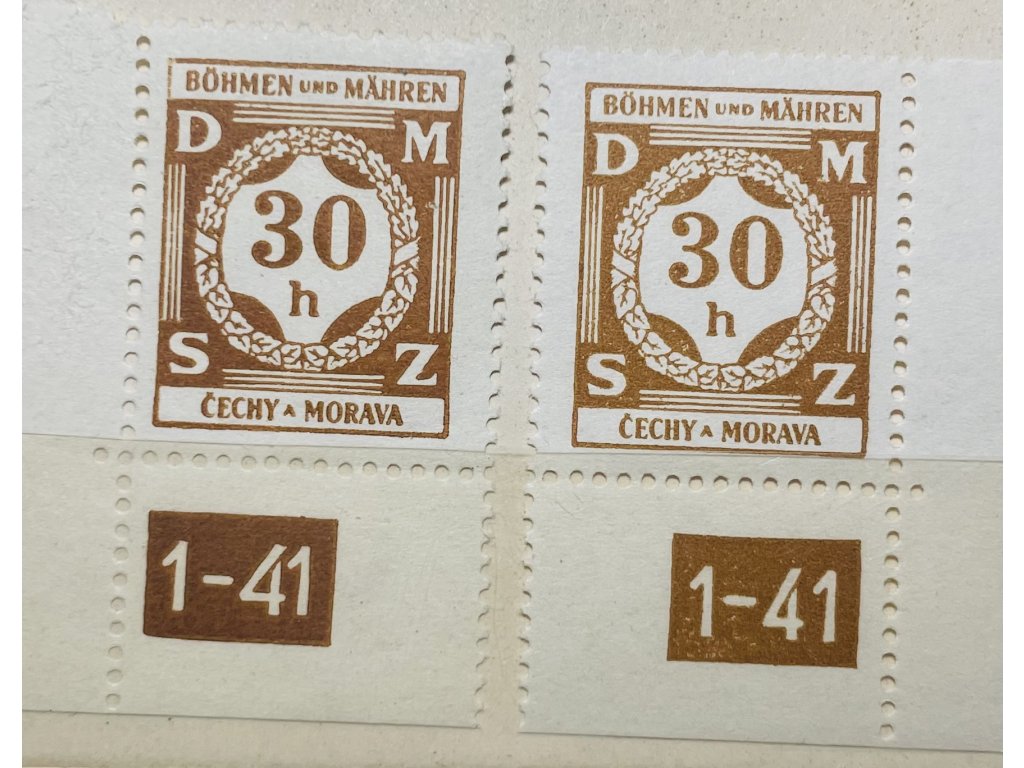 BÖHMEN UND MÄHREN
D M
30
h
S Z
ČECHY A MORAVA
1-41
BÖHMEN UND MÄHREN
D M
30
h
S Z
ČECHY A MORAVA
1-41